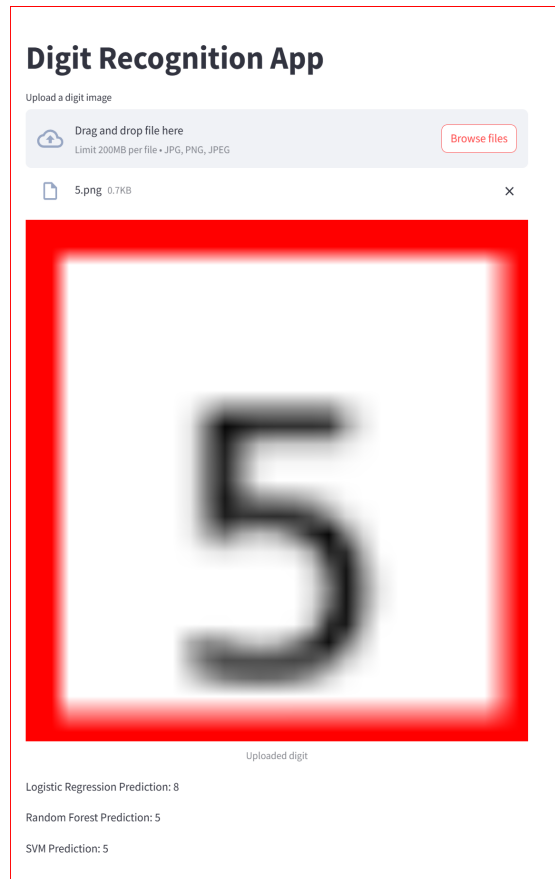 Digit Recognition App
Upload a digit image
Drag and drop file here
Limit 200MB per file • JPG, PNG, JPEG
Browse files
5.png 0.7KB
5
Uploaded digit
Logistic Regression Prediction: 8
Random Forest Prediction: 5
SVM Prediction: 5